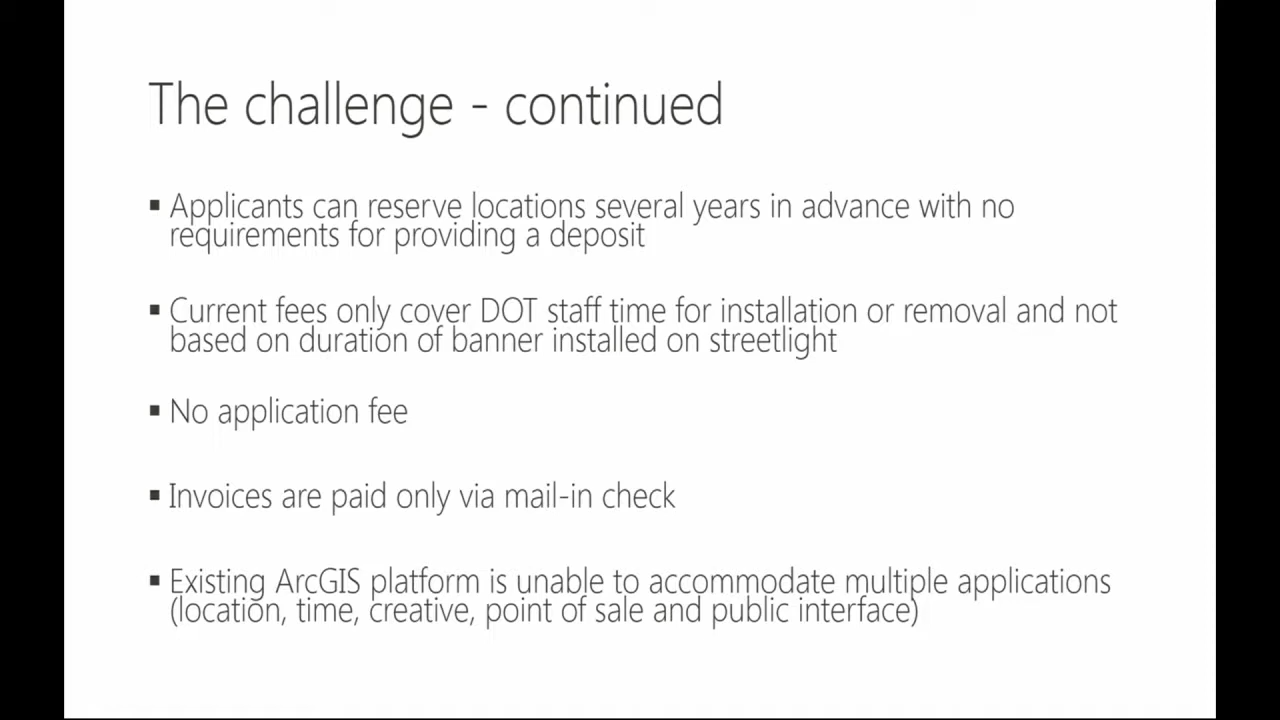 The challenge - continued
▪ Applicants can reserve locations several years in advance with no
requirements for providing a deposit
▪ Current fees only cover DOT staff time for installation or removal and not
based on duration of banner installed on streetlight
▪ No application fee
▪ Invoices are paid only via mail-in check
▪ Existing ArcGIS platform is unable to accommodate multiple applications
(location, time, creative, point of sale and public interface)